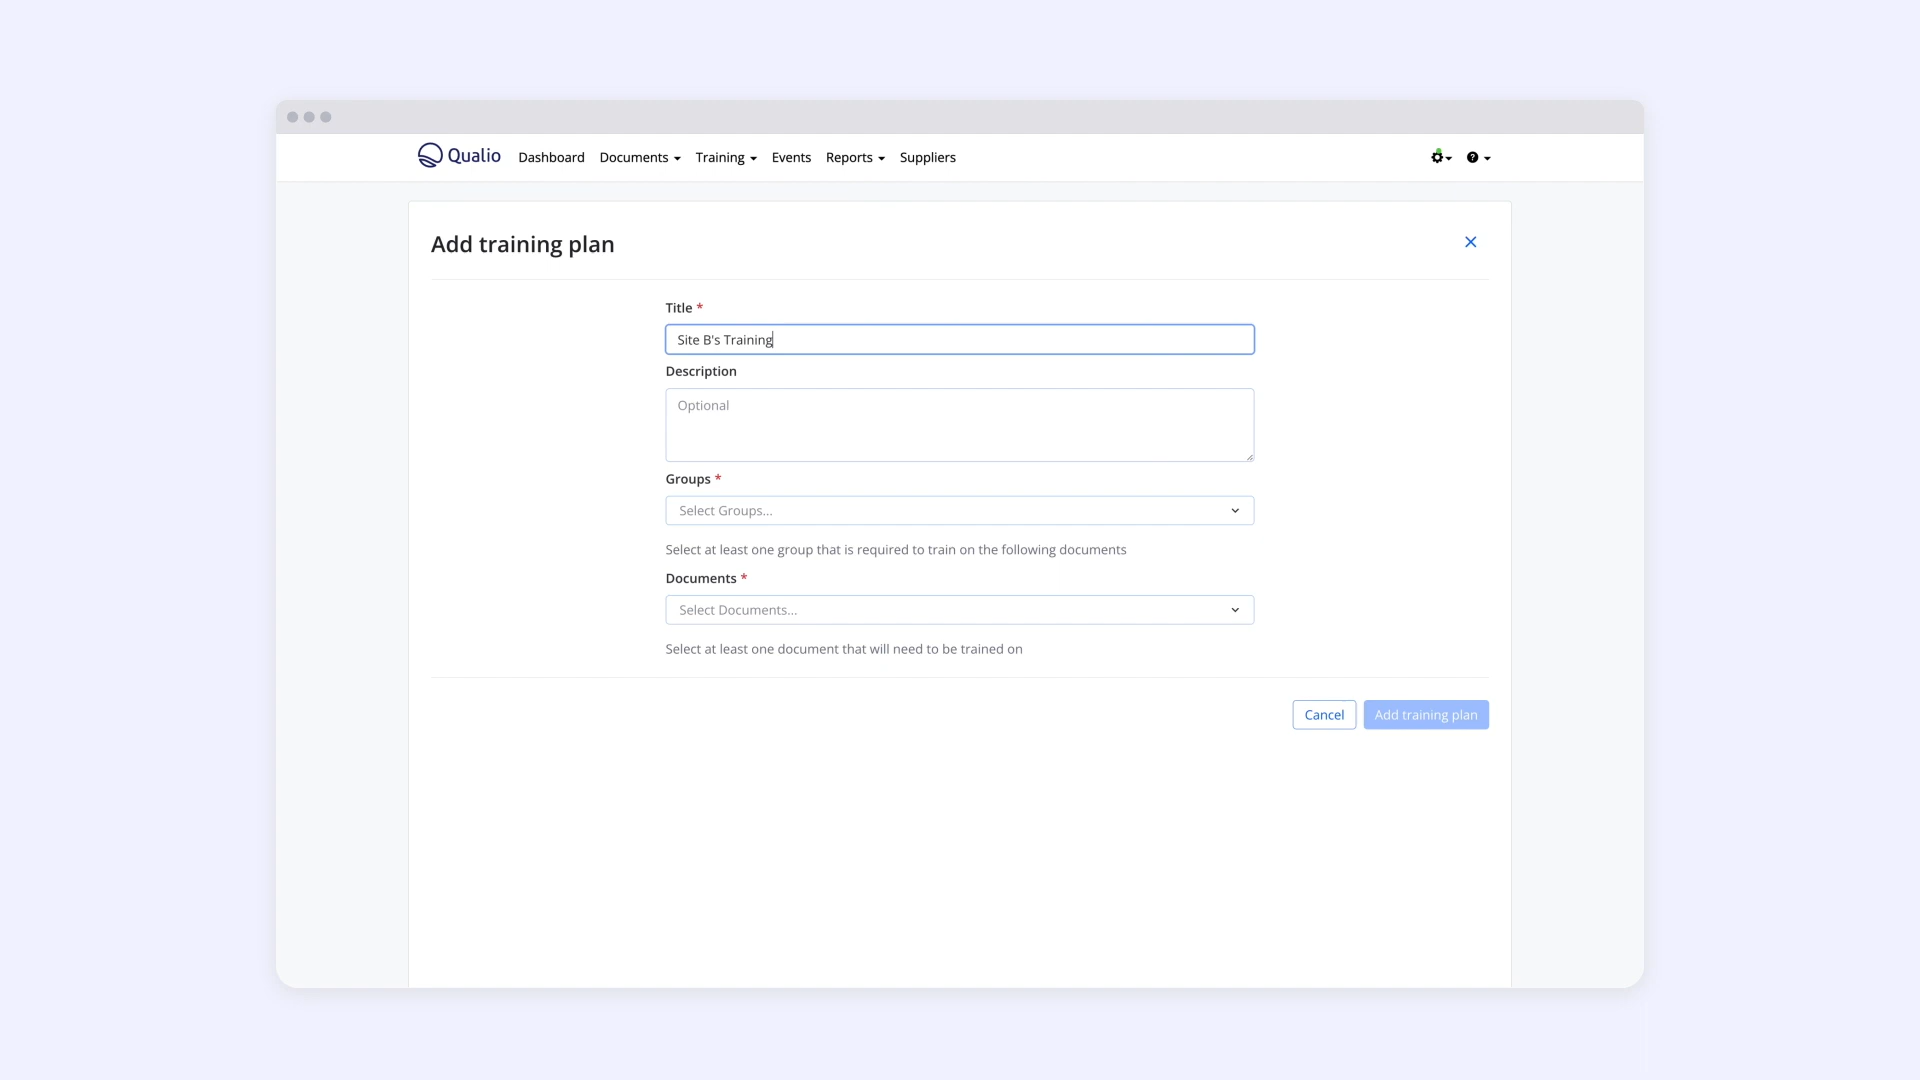 Qualio Dashboard Documents Training Events Reports Suppliers
Add training plan
Title *
Site B's Training
Description
Optional
Groups *
Select Groups...
Select at least one group that is required to train on the following documents
Documents *
Select Documents...
Select at least one document that will need to be trained on
Cancel Add training plan